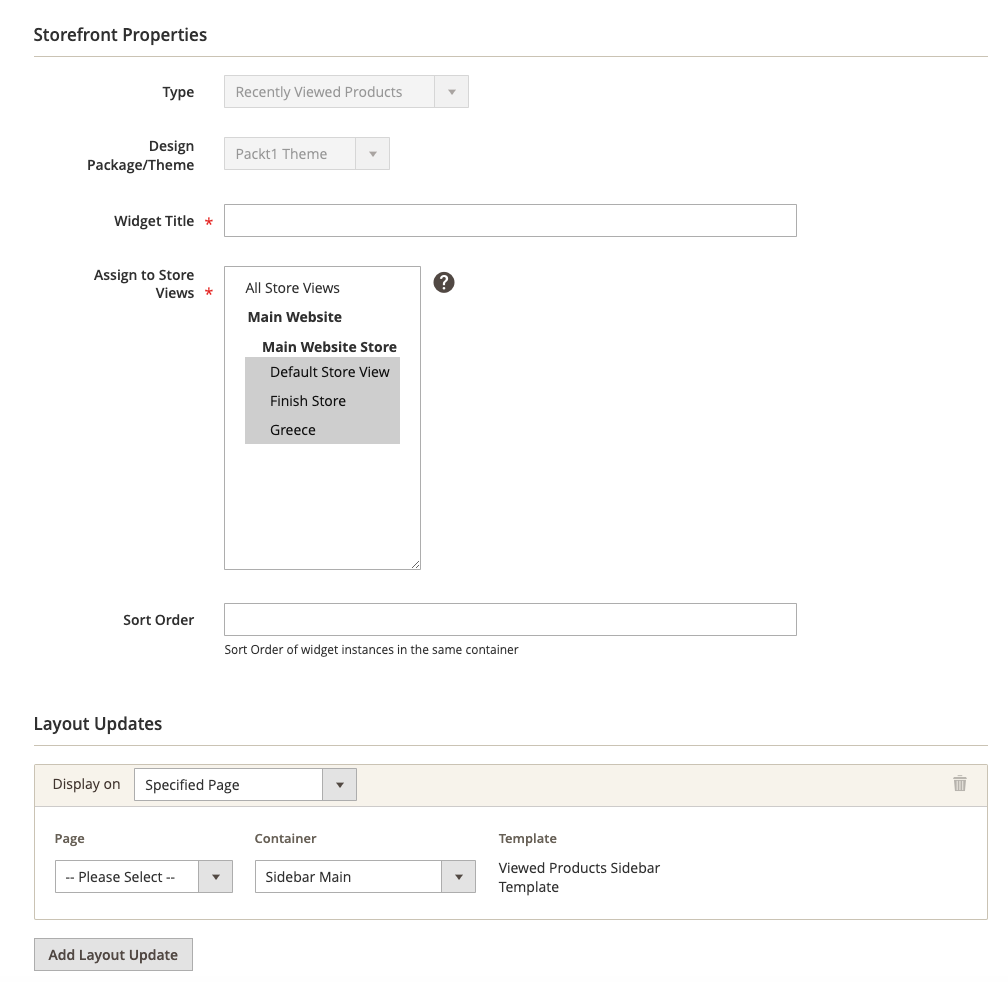 Storefront Properties
Type
Recently Viewed Products
Design
Package/Theme
Packt1 Theme
Widget Title *
Assign to Store
Views *
All Store Views
Main Website
Main Website Store
Default Store View
Finish Store
Greece
?
Sort Order
Sort Order of widget instances in the same container
Layout Updates
Display on Specified Page
Page Container Template
-- Please Select -- Sidebar Main Viewed Products Sidebar
Template
Add Layout Update